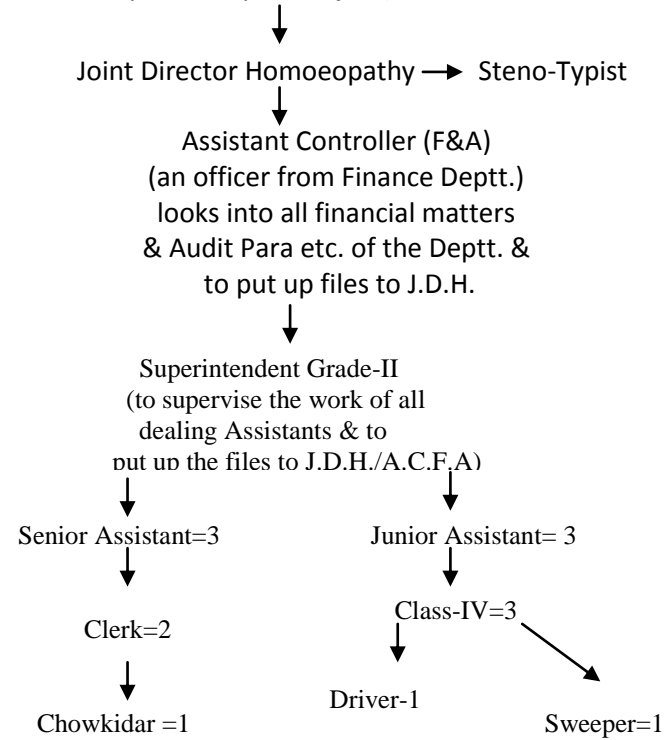 Joint Director Homoeopathy Steno-Typist
Assistant Controller (F&A)
(an officer from Finance Deptt.)
looks into all financial matters
& Audit Para etc. of the Deptt. &
to put up files to J.D.H.
Superintendent Grade-II
(to supervise the work of all
dealing Assistants & to
put up the files to J.D.H./A.C.F.A)
Senior Assistant=3 Junior Assistant= 3
Clerk=2 Class-IV=3
Driver-1
Chowkidar =1 Sweeper=1